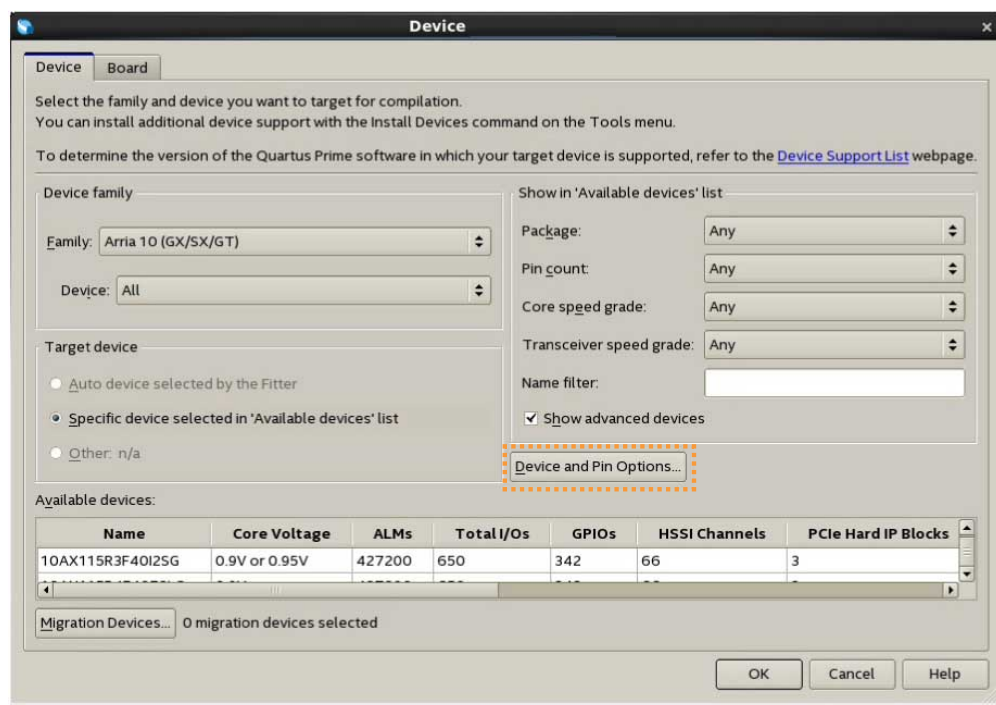 Device
Device
Board
Select the family and device you want to target for compilation.
You can install additional device support with the Install Devices command on the Tools menu.
To determine the version of the Quartus Prime software in which your target device is supported, refer to the Device Support List webpage.
Device family
Family: Arria 10 (GX/SX/GT)
Device: All
Show in 'Available devices' list
Package: Any
Pin count: Any
Core speed grade: Any
Transceiver speed grade: Any
Name filter:
Show advanced devices
Target device
Auto device selected by the Fitter
Specific device selected in 'Available devices' list
Other: n/a
Device and Pin Options...
Available devices:
Name Core Voltage ALMs Total I/Os GPIOs HSSI Channels PCIe Hard IP Blocks
10AX115R3F40I2SG 0.9V or 0.95V 427200 650 342 66 3
Migration Devices... 0 migration devices selected
OK Cancel Help